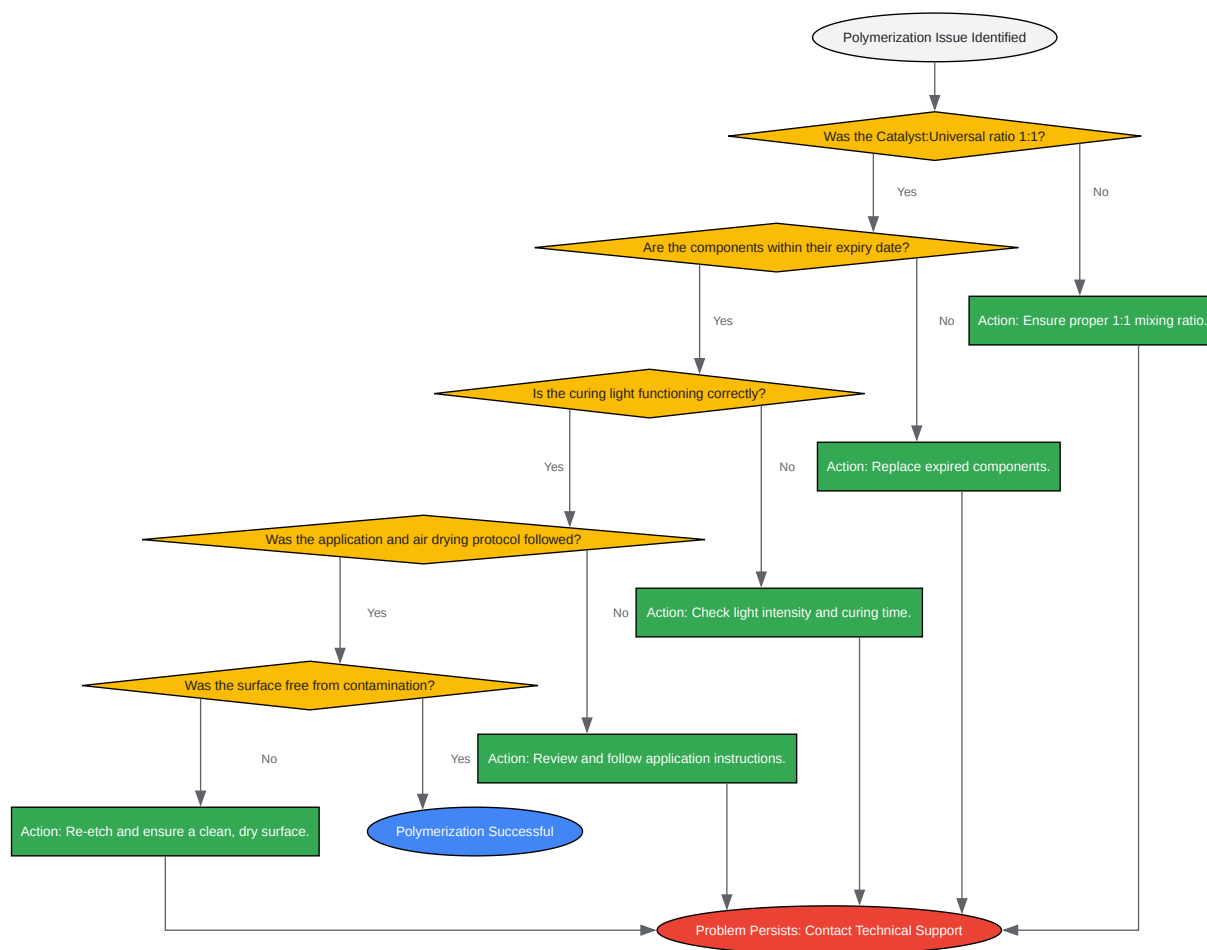 Polymerization Issue Identified
Was the Catalyst:Universal ratio 1:1?
Yes
No
Are the components within their expiry date?
Yes
No
Action: Ensure proper 1:1 mixing ratio.
Is the curing light functioning correctly?
Yes
No
Action: Replace expired components.
Was the application and air drying protocol followed?
Yes
No
Action: Check light intensity and curing time.
Was the surface free from contamination?
No
Yes
Action: Review and follow application instructions.
Action: Re-etch and ensure a clean, dry surface.
Polymerization Successful
Problem Persists: Contact Technical Support